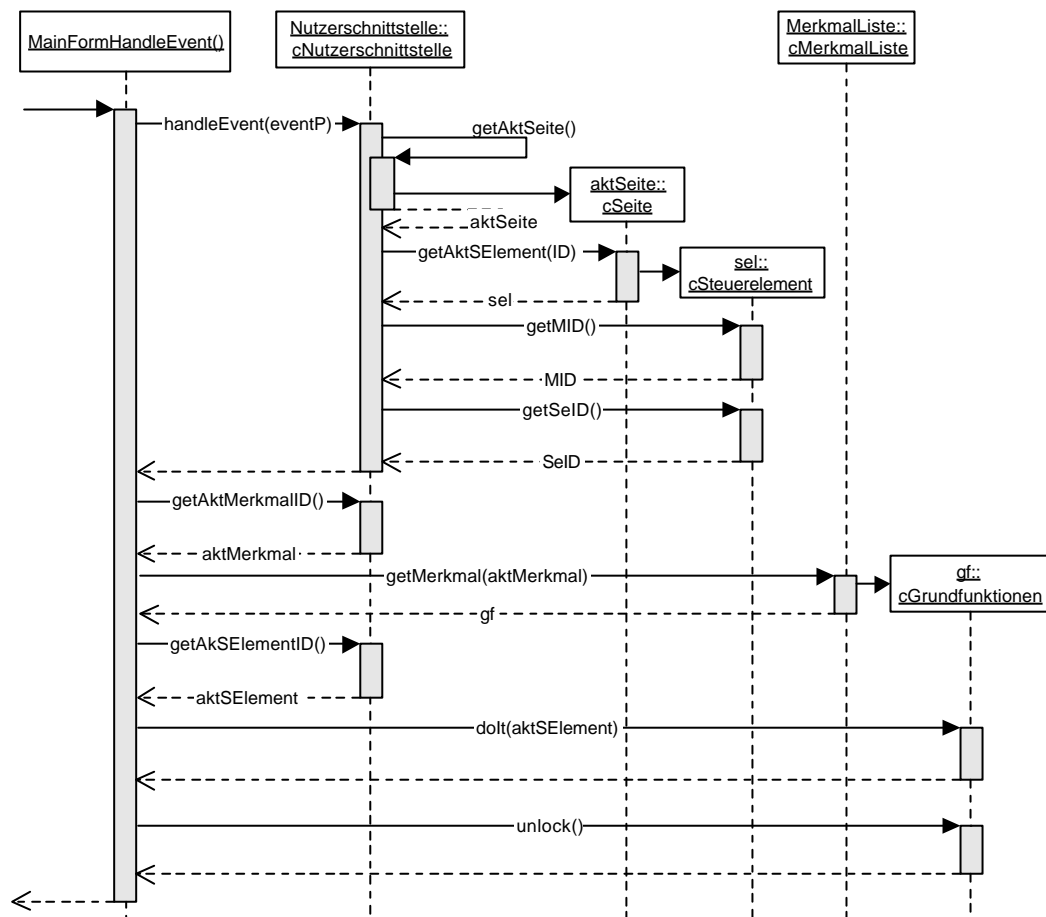 MainFormHandleEvent()
Nutzerschnittstelle::
cNutzerschnittstelle
MerkmalListe::
cMerkmalListe
handleEvent(eventP)
getAktSeite()
aktSeite::
cSeite
aktSeite
getAktSElement(ID)
sel::
cSteuerelement
sel
getMID()
MID
getSeID()
SeID
getAktMerkmalID()
aktMerkmal
getMerkmal(aktMerkmal)
gf::
cGrundfunktionen
gf
getAkSElementID()
aktSElement
doIt(aktSElement)
unlock()